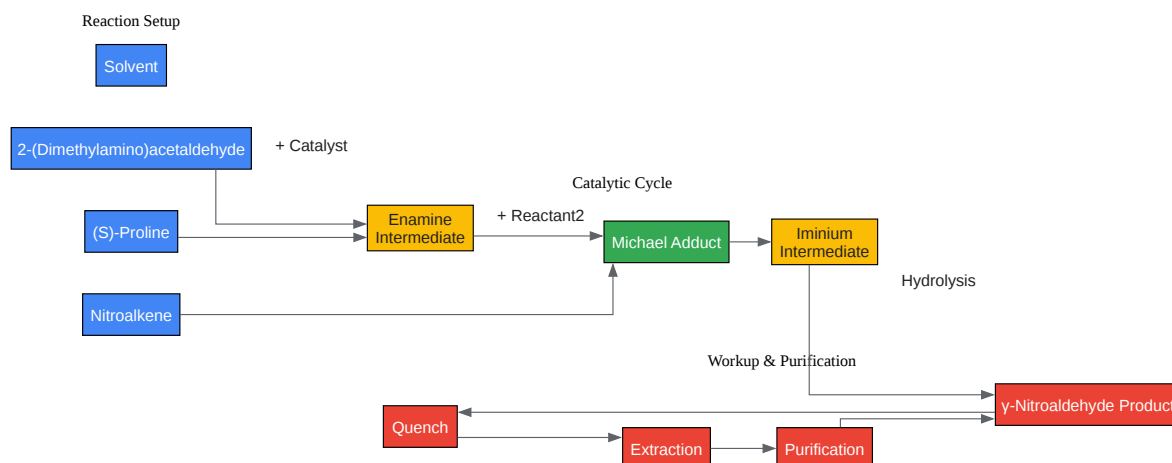 Reaction Setup
Solvent
2-(Dimethylamino)acetaldehyde
+ Catalyst
Catalytic Cycle
(S)-Proline
Enamine
Intermediate
+ Reactant2
Michael Adduct
Iminium
Intermediate
Hydrolysis
Nitroalkene
Workup & Purification
γ-Nitroaldehyde Product
Quench
Extraction
Purification